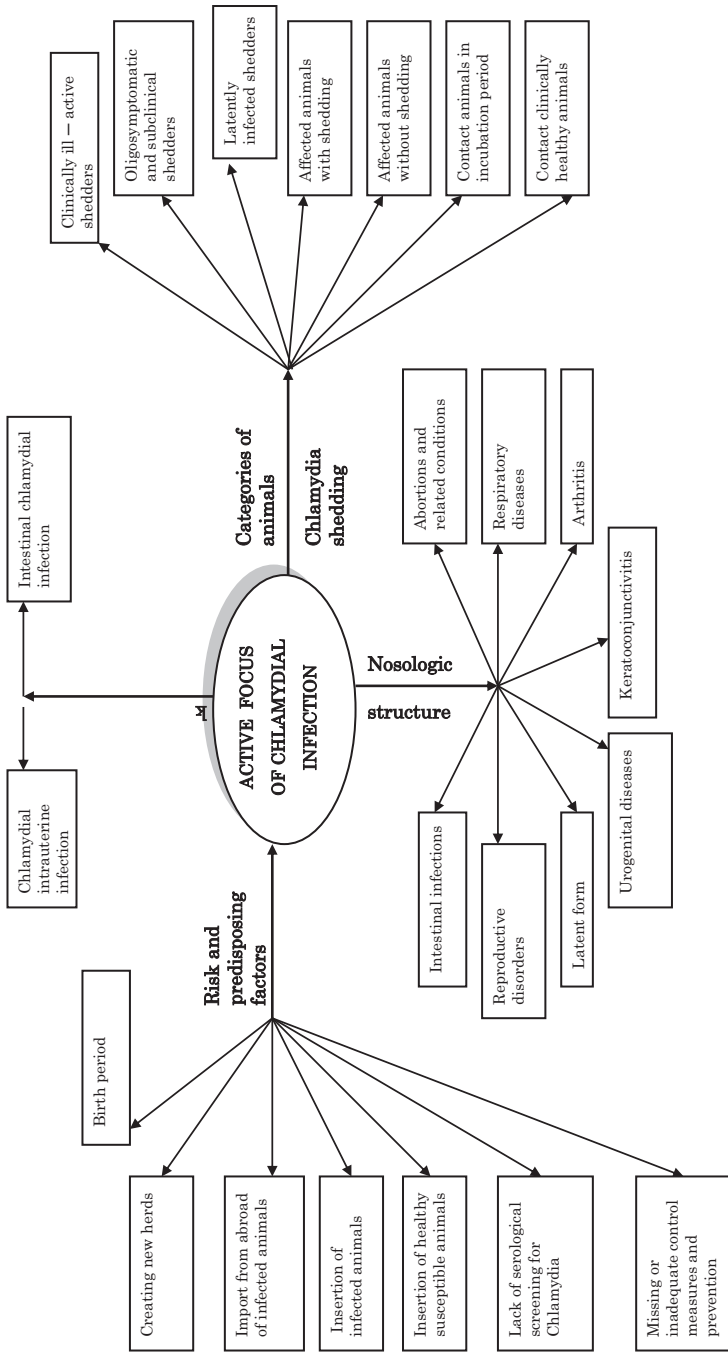 Chlamydial
intrauterine
infection
Intestinal chlamydial
infection
Birth period
Creating new herds
Import from abroad
of infected animals
Insertion of
infected animals
Insertion of healthy
susceptible animals
Lack of serological
screening for
Chlamydia
Missing or
inadequate control
measures and
prevention
Risk and
predisposing
factors
ACTIVE FOCUS
OF CHLAMYDIAL
INFECTION
Categories of
animals
Chlamydia
shedding
Clinically ill – active
shedders
Oligosymptomatic
and subclinical
shedders
Latently
infected shedders
Affected animals
with shedding
Affected animals
without shedding
Contact animals in
incubation period
Contact clinically
healthy animals
Nosologic
structure
Intestinal infections
Reproductive
disorders
Latent form
Urogenital diseases
Keratoconjunctivitis
Arthritis
Respiratory
diseases
Abortions and
related conditions